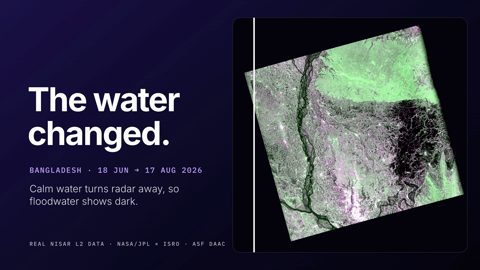 The water
changed.
BANGLADESH · 18 JUN → 17 AUG 2026
Calm water turns radar away, so
floodwater shows dark.
REAL NISAR L2 DATA · NASA/JPL × ISRO · ASF DAAC